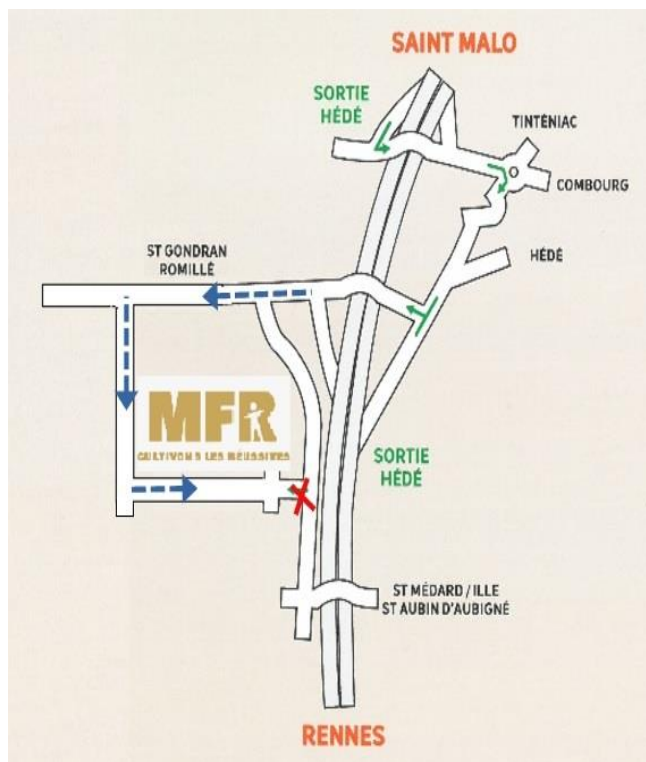 SAINT MALO
SORTIE
HÉDÉ
TINTÉNIAC
COMBOURG
ST GONDRAN
ROMILLÉ
HÉDÉ
MFR
CULTIVONS LES RÉUSSITES
SORTIE
HÉDÉ
ST MÉDARD / ILLE
ST AUBIN D'AUBIGNÉ
RENNES